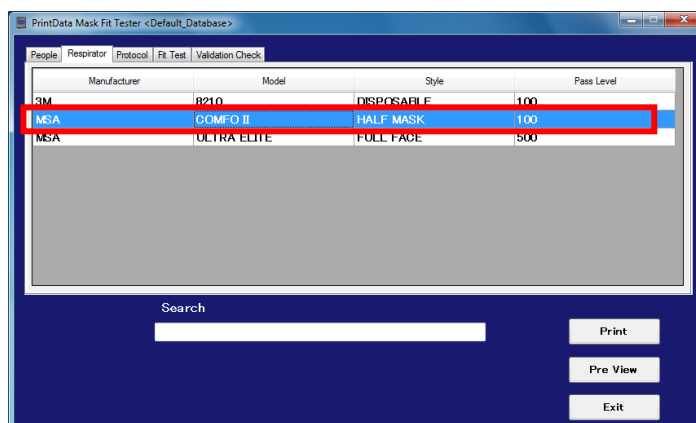 PrintData Mask Fit Tester <Default_Database>
People Respirator Protocol Fit Test Validation Check
Manufacturer Model Style Pass Level
3M 8210 DISPOSABLE 100
MSA COMFO II HALF MASK 100
MSA ULTRA ELITE FULL FACE 500
Search
Print
Pre View
Exit